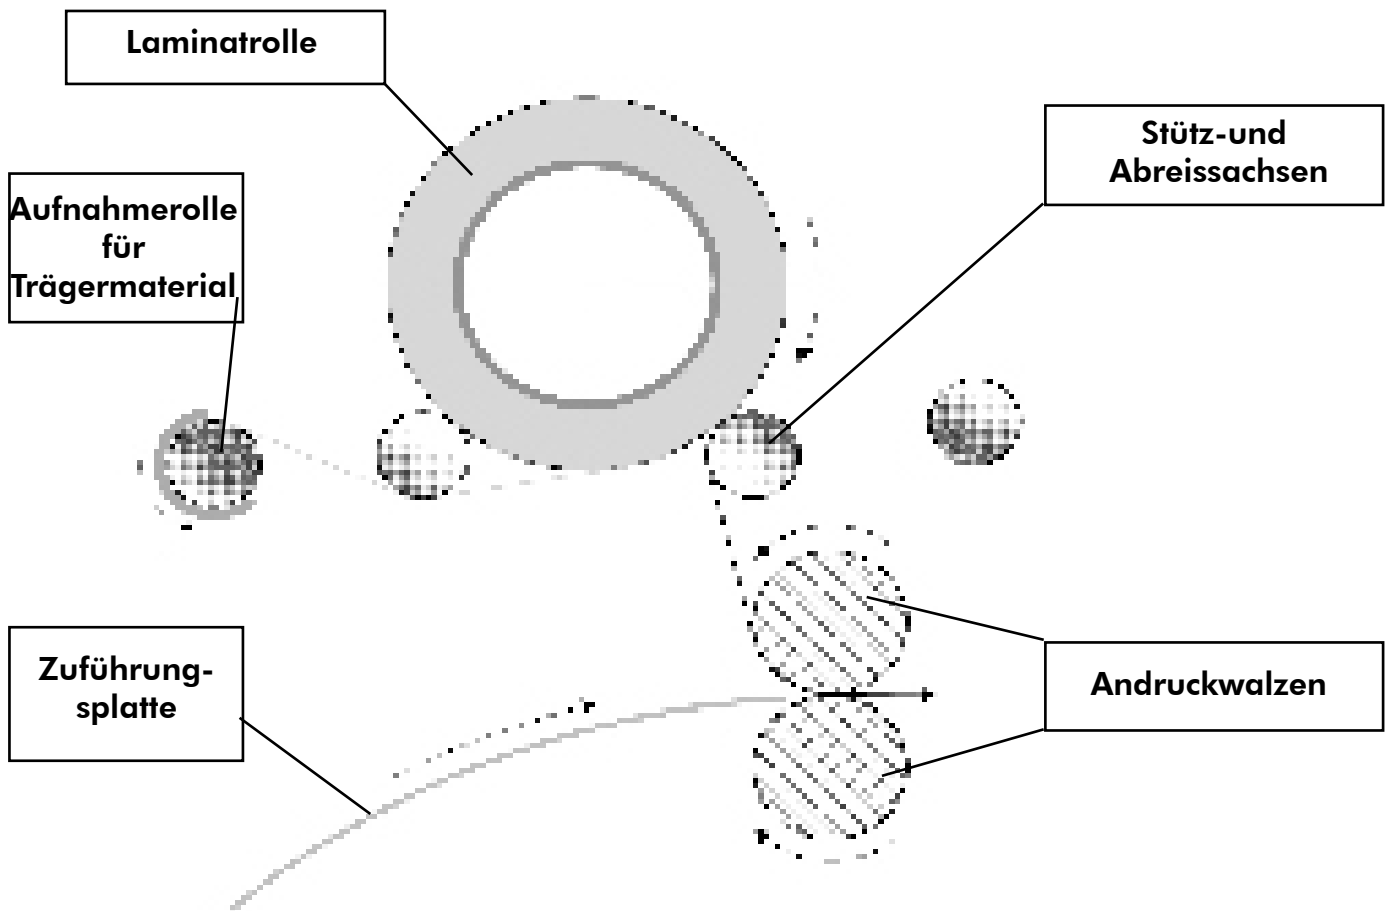 Laminatrolle
Stütz-und
Abreissachsen
Aufnahmerolle
für
Trägermaterial
Zuführung-
splatte
Andruckwalzen